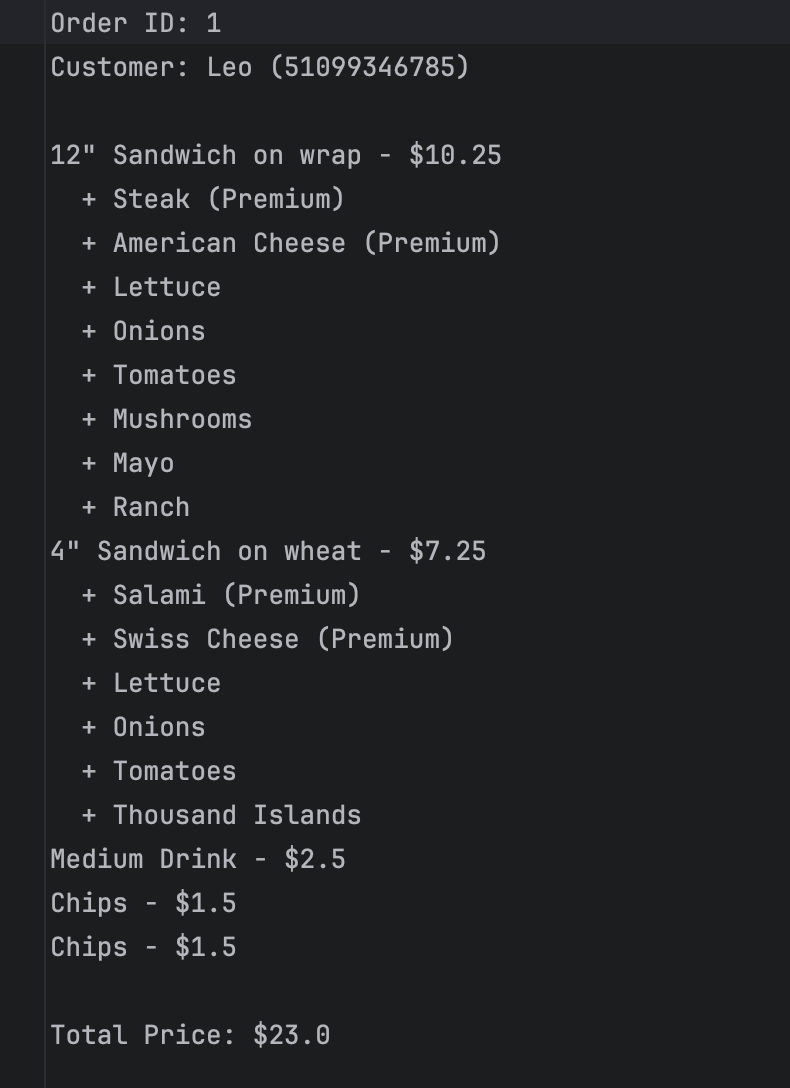 Order ID: 1
Customer: Leo (51099346785)
12" Sandwich on wrap - $10.25
+ Steak (Premium)
+ American Cheese (Premium)
+ Lettuce
+ Onions
+ Tomatoes
+ Mushrooms
+ Mayo
+ Ranch
4" Sandwich on wheat - $7.25
+ Salami (Premium)
+ Swiss Cheese (Premium)
+ Lettuce
+ Onions
+ Tomatoes
+ Thousand Islands
Medium Drink - $2.5
Chips - $1.5
Chips - $1.5
Total Price: $23.0